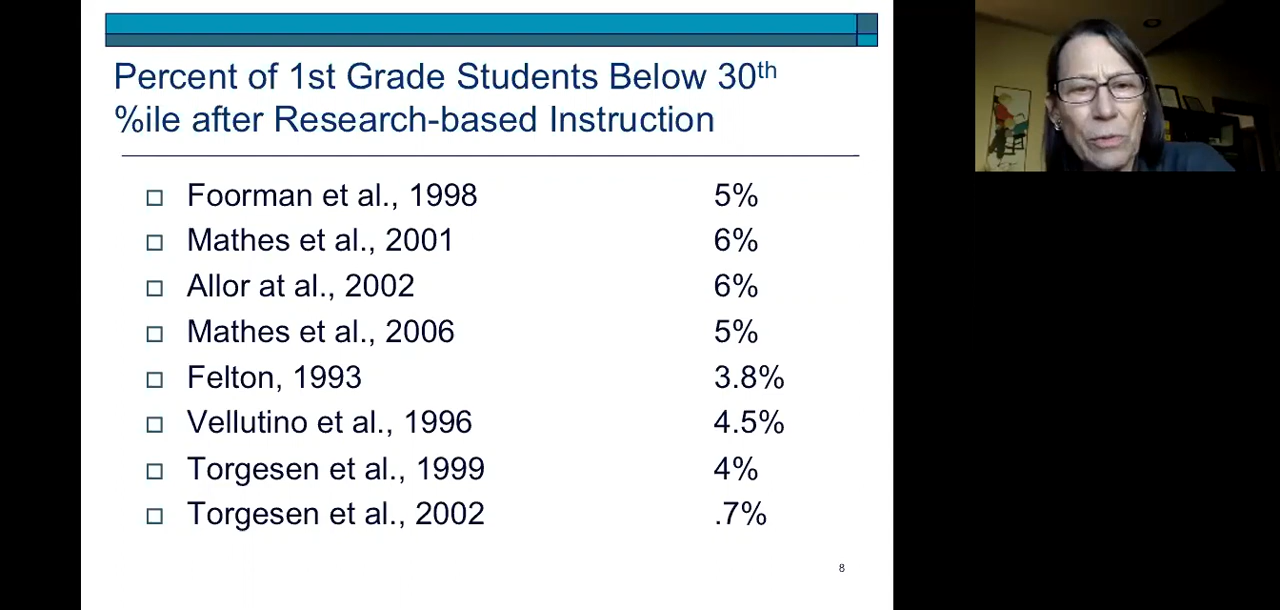 Percent of 1st Grade Students Below 30th
%ile after Research-based Instruction
Foorman et al., 1998 5%
Mathes et al., 2001 6%
Allor at al., 2002 6%
Mathes et al., 2006 5%
Felton, 1993 3.8%
Vellutino et al., 1996 4.5%
Torgesen et al., 1999 4%
Torgesen et al., 2002 .7%
8